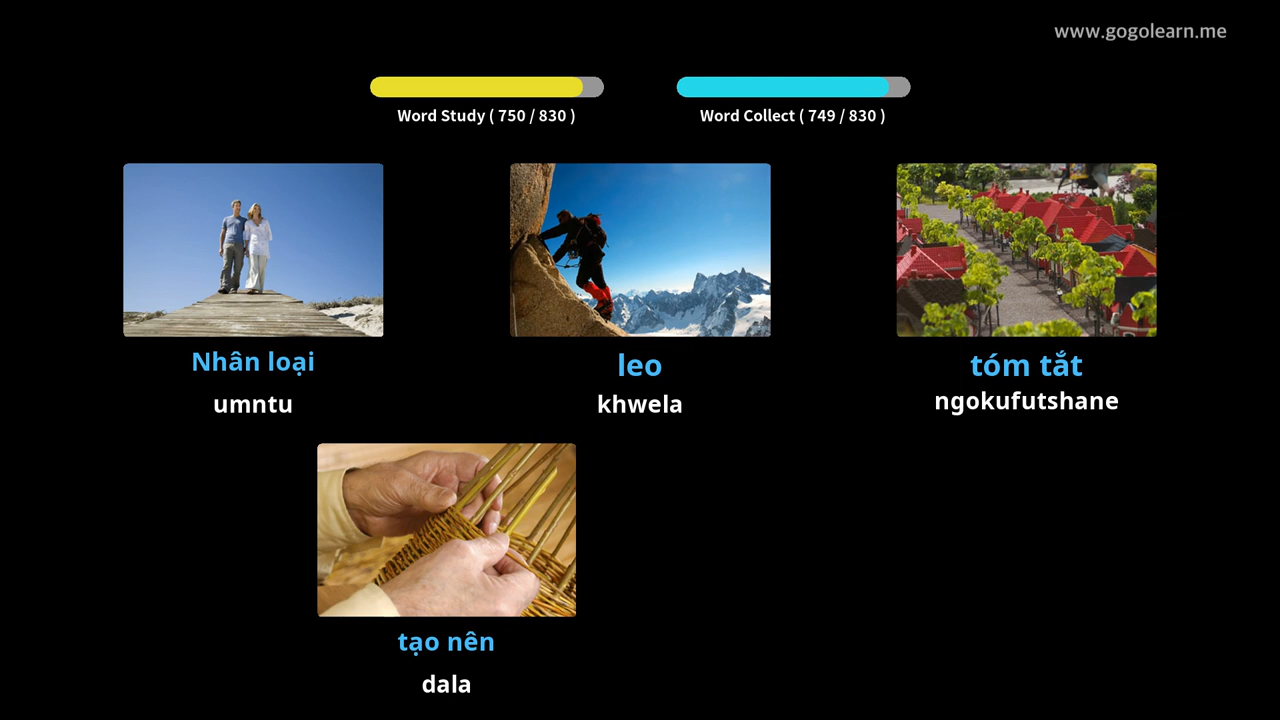 www.gogolearn.me
Word Study ( 750 / 830 )
Word Collect ( 749 / 830 )
Nhân loại
umntu
leo
khwela
tóm tắt
ngokufutshane
tạo nên
dala